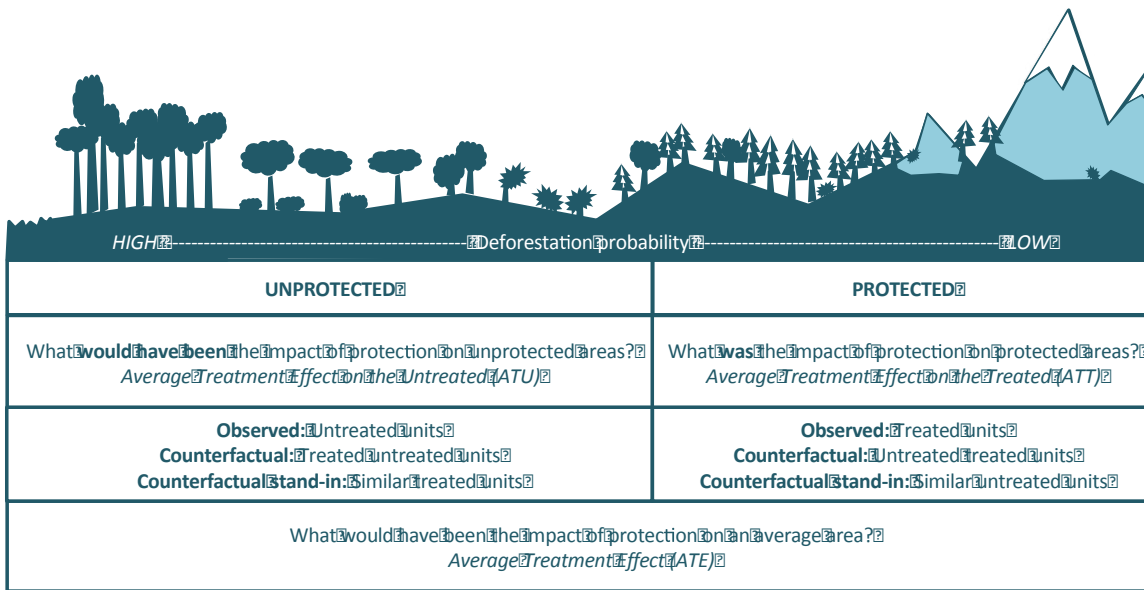 HIGH ------------------------------------------------ Deforestation probability ------------------------------------------------ LOW
UNPROTECTED
PROTECTED
What would have been the impact of protection on unprotected areas?
Average Treatment Effect on the Untreated (ATU)
What was the impact of protection on protected areas?
Average Treatment Effect on the Treated (ATT)
Observed: Untreated units
Counterfactual: Treated untreated units
Counterfactual stand-in: Similar treated units
Observed: Treated units
Counterfactual: Untreated treated units
Counterfactual stand-in: Similar untreated units
What would have been the impact of protection on an average area?
Average Treatment Effect (ATE)